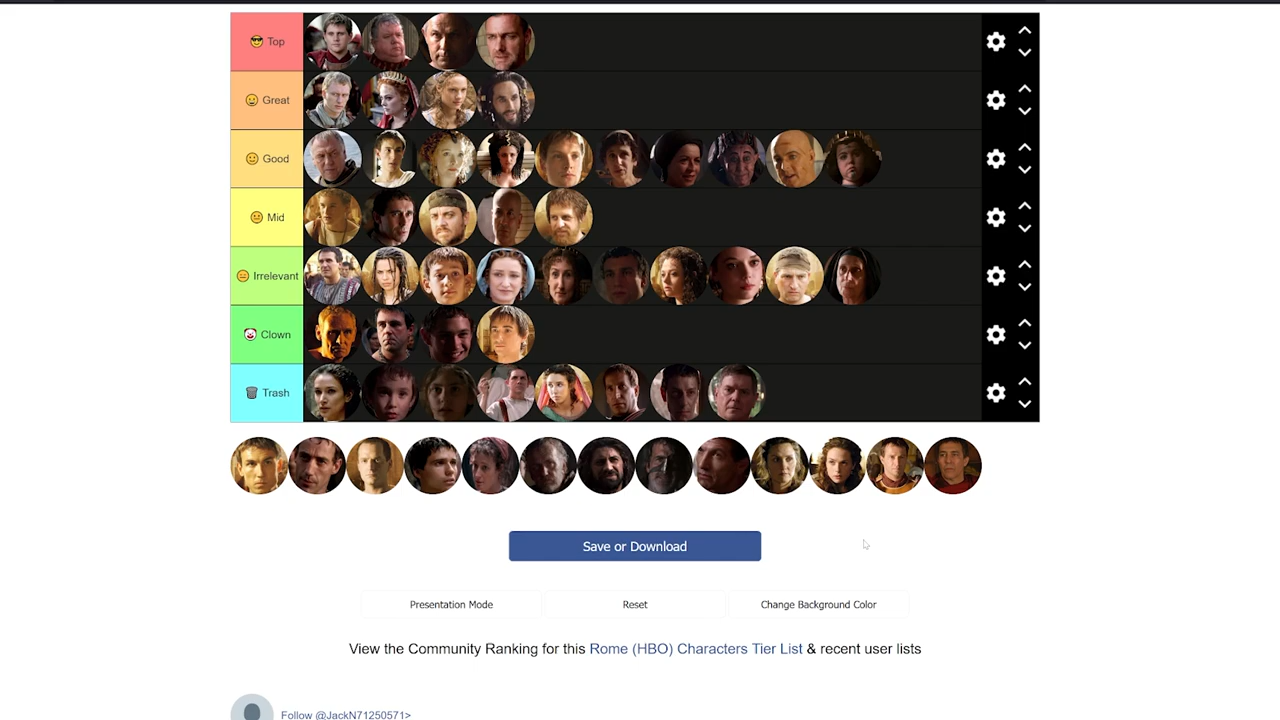 😎 Top
😉 Great
🙂 Good
😕 Mid
😑 Irrelevant
🤡 Clown
🗑️ Trash
Save or Download
Presentation Mode
Reset
Change Background Color
View the Community Ranking for this Rome (HBO) Characters Tier List & recent user lists
Follow @JackN71250571>